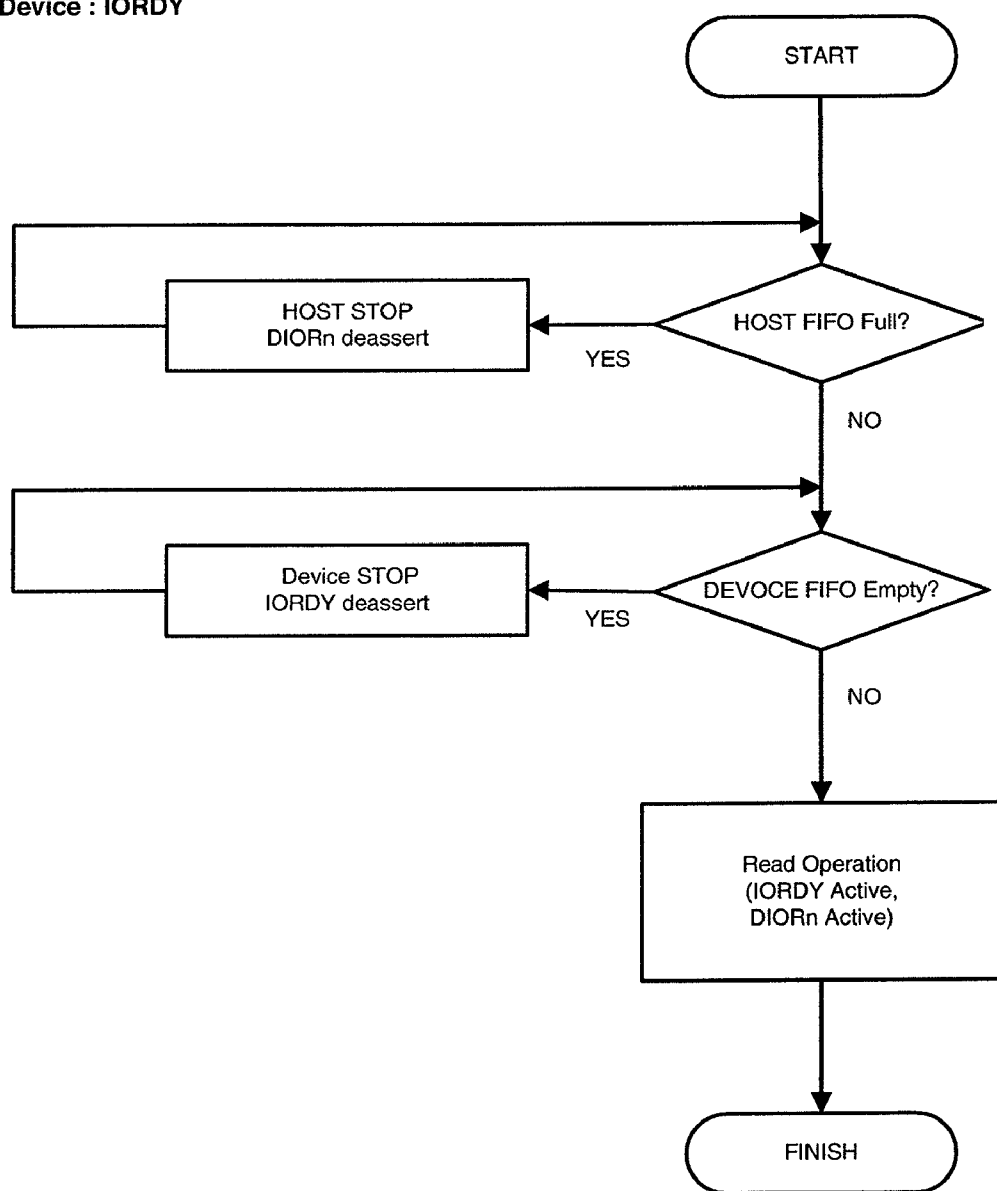 Device : IORDY
START
HOST FIFO Full?
HOST STOP
DIORn deassert
YES
NO
DEVOCE FIFO Empty?
Device STOP
IORDY deassert
YES
NO
Read Operation
(IORDY Active,
DIORn Active)
FINISH